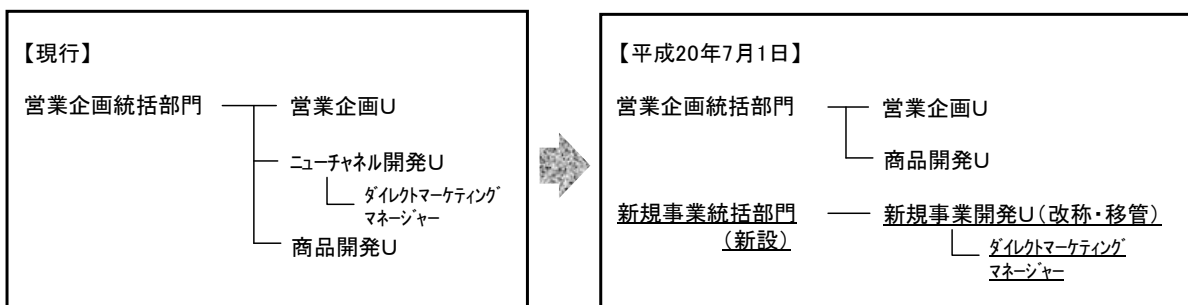 【現行】
営業企画統括部門
営業企画U
ニューチャネル開発U
ダイレクトマーケティング
マネージャー
商品開発U
【平成20年7月1日】
営業企画統括部門
営業企画U
商品開発U
新規事業統括部門
(新設)
新規事業開発U(改称・移管)
ダイレクトマーケティング
マネージャー